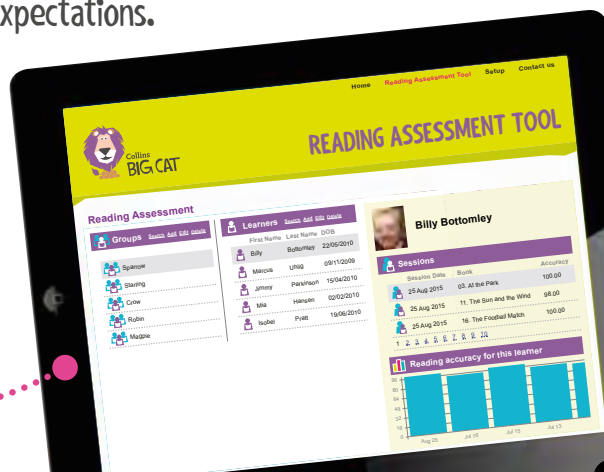 xpectations.
Home Reading Assessment Tool Setup Contact us
Collins
BIG CAT
READING ASSESSMENT TOOL
Reading Assessment
Groups Search Add Edit Delete
Sparrow
Starling
Crow
Robin
Magpie
Learners Search Add Edit Delete
First Name Last Name DOB
Billy Bottomley 22/05/2010
Marcus Uhlig 09/11/2009
Jimmy Parkinson 15/04/2010
Mia Hansen 02/02/2010
Isobel Pratt 19/06/2010
Billy Bottomley
Sessions
Session Date Book Accuracy
25 Aug 2015 03. At the Park 100.00
25 Aug 2015 11. The Sun and the Wind 98.00
25 Aug 2015 16. The Football Match 100.00
1 2 3 4 5 6 7 8 9 10
Reading accuracy for this learner
0
Aug 25 Jul 16 Jul 15 Jul 13